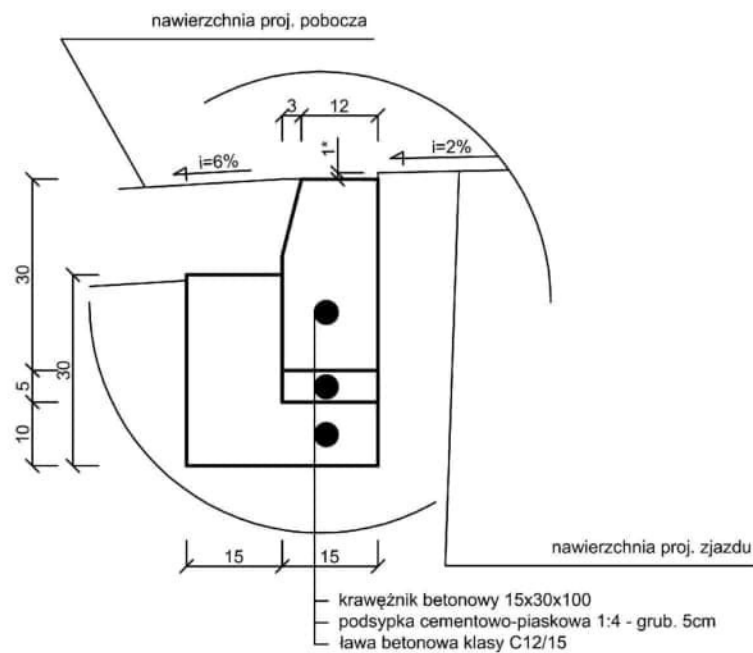 nawierzchnia proj. pobocza
3 12
1*
i=6% i=2%
30
30
5
10
15 15
nawierzchnia proj. zjazdu
krawężnik betonowy 15x30x100
podsypka cementowo-piaskowa 1:4 - grub. 5cm
ława betonowa klasy C12/15